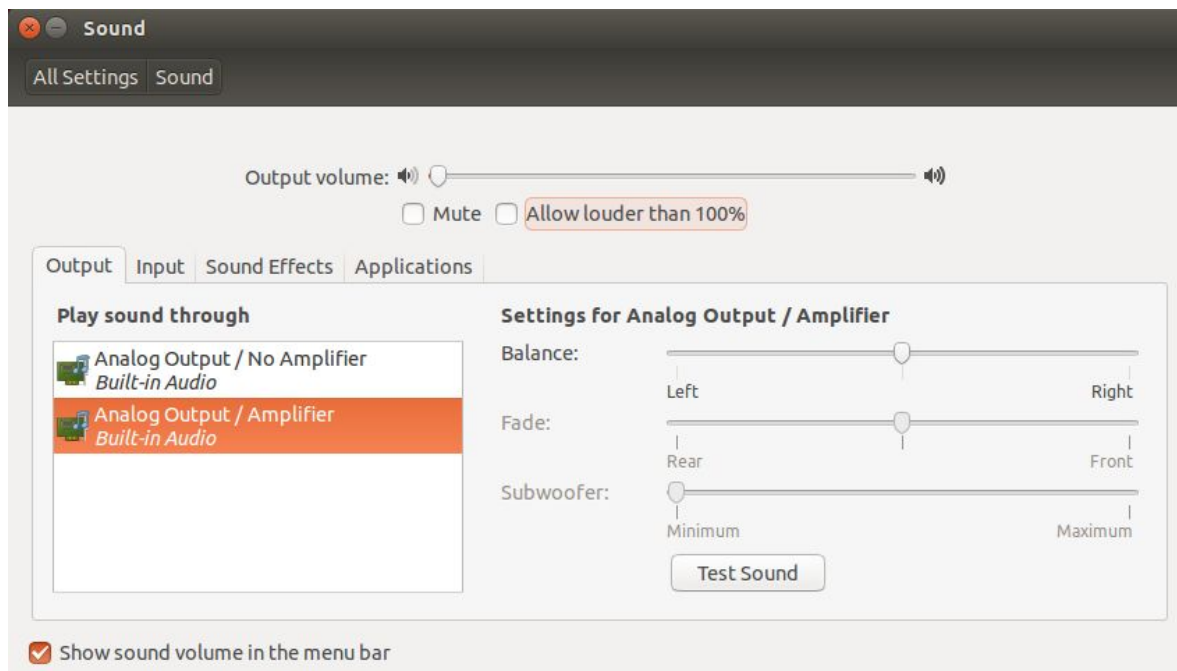 Sound
All Settings Sound
Output volume:
Mute Allow louder than 100%
Output Input Sound Effects Applications
Play sound through
Analog Output / No Amplifier
Built-in Audio
Analog Output / Amplifier
Built-in Audio
Settings for Analog Output / Amplifier
Balance:
Left Right
Fade:
Rear Front
Subwoofer:
Minimum Maximum
Test Sound
Show sound volume in the menu bar